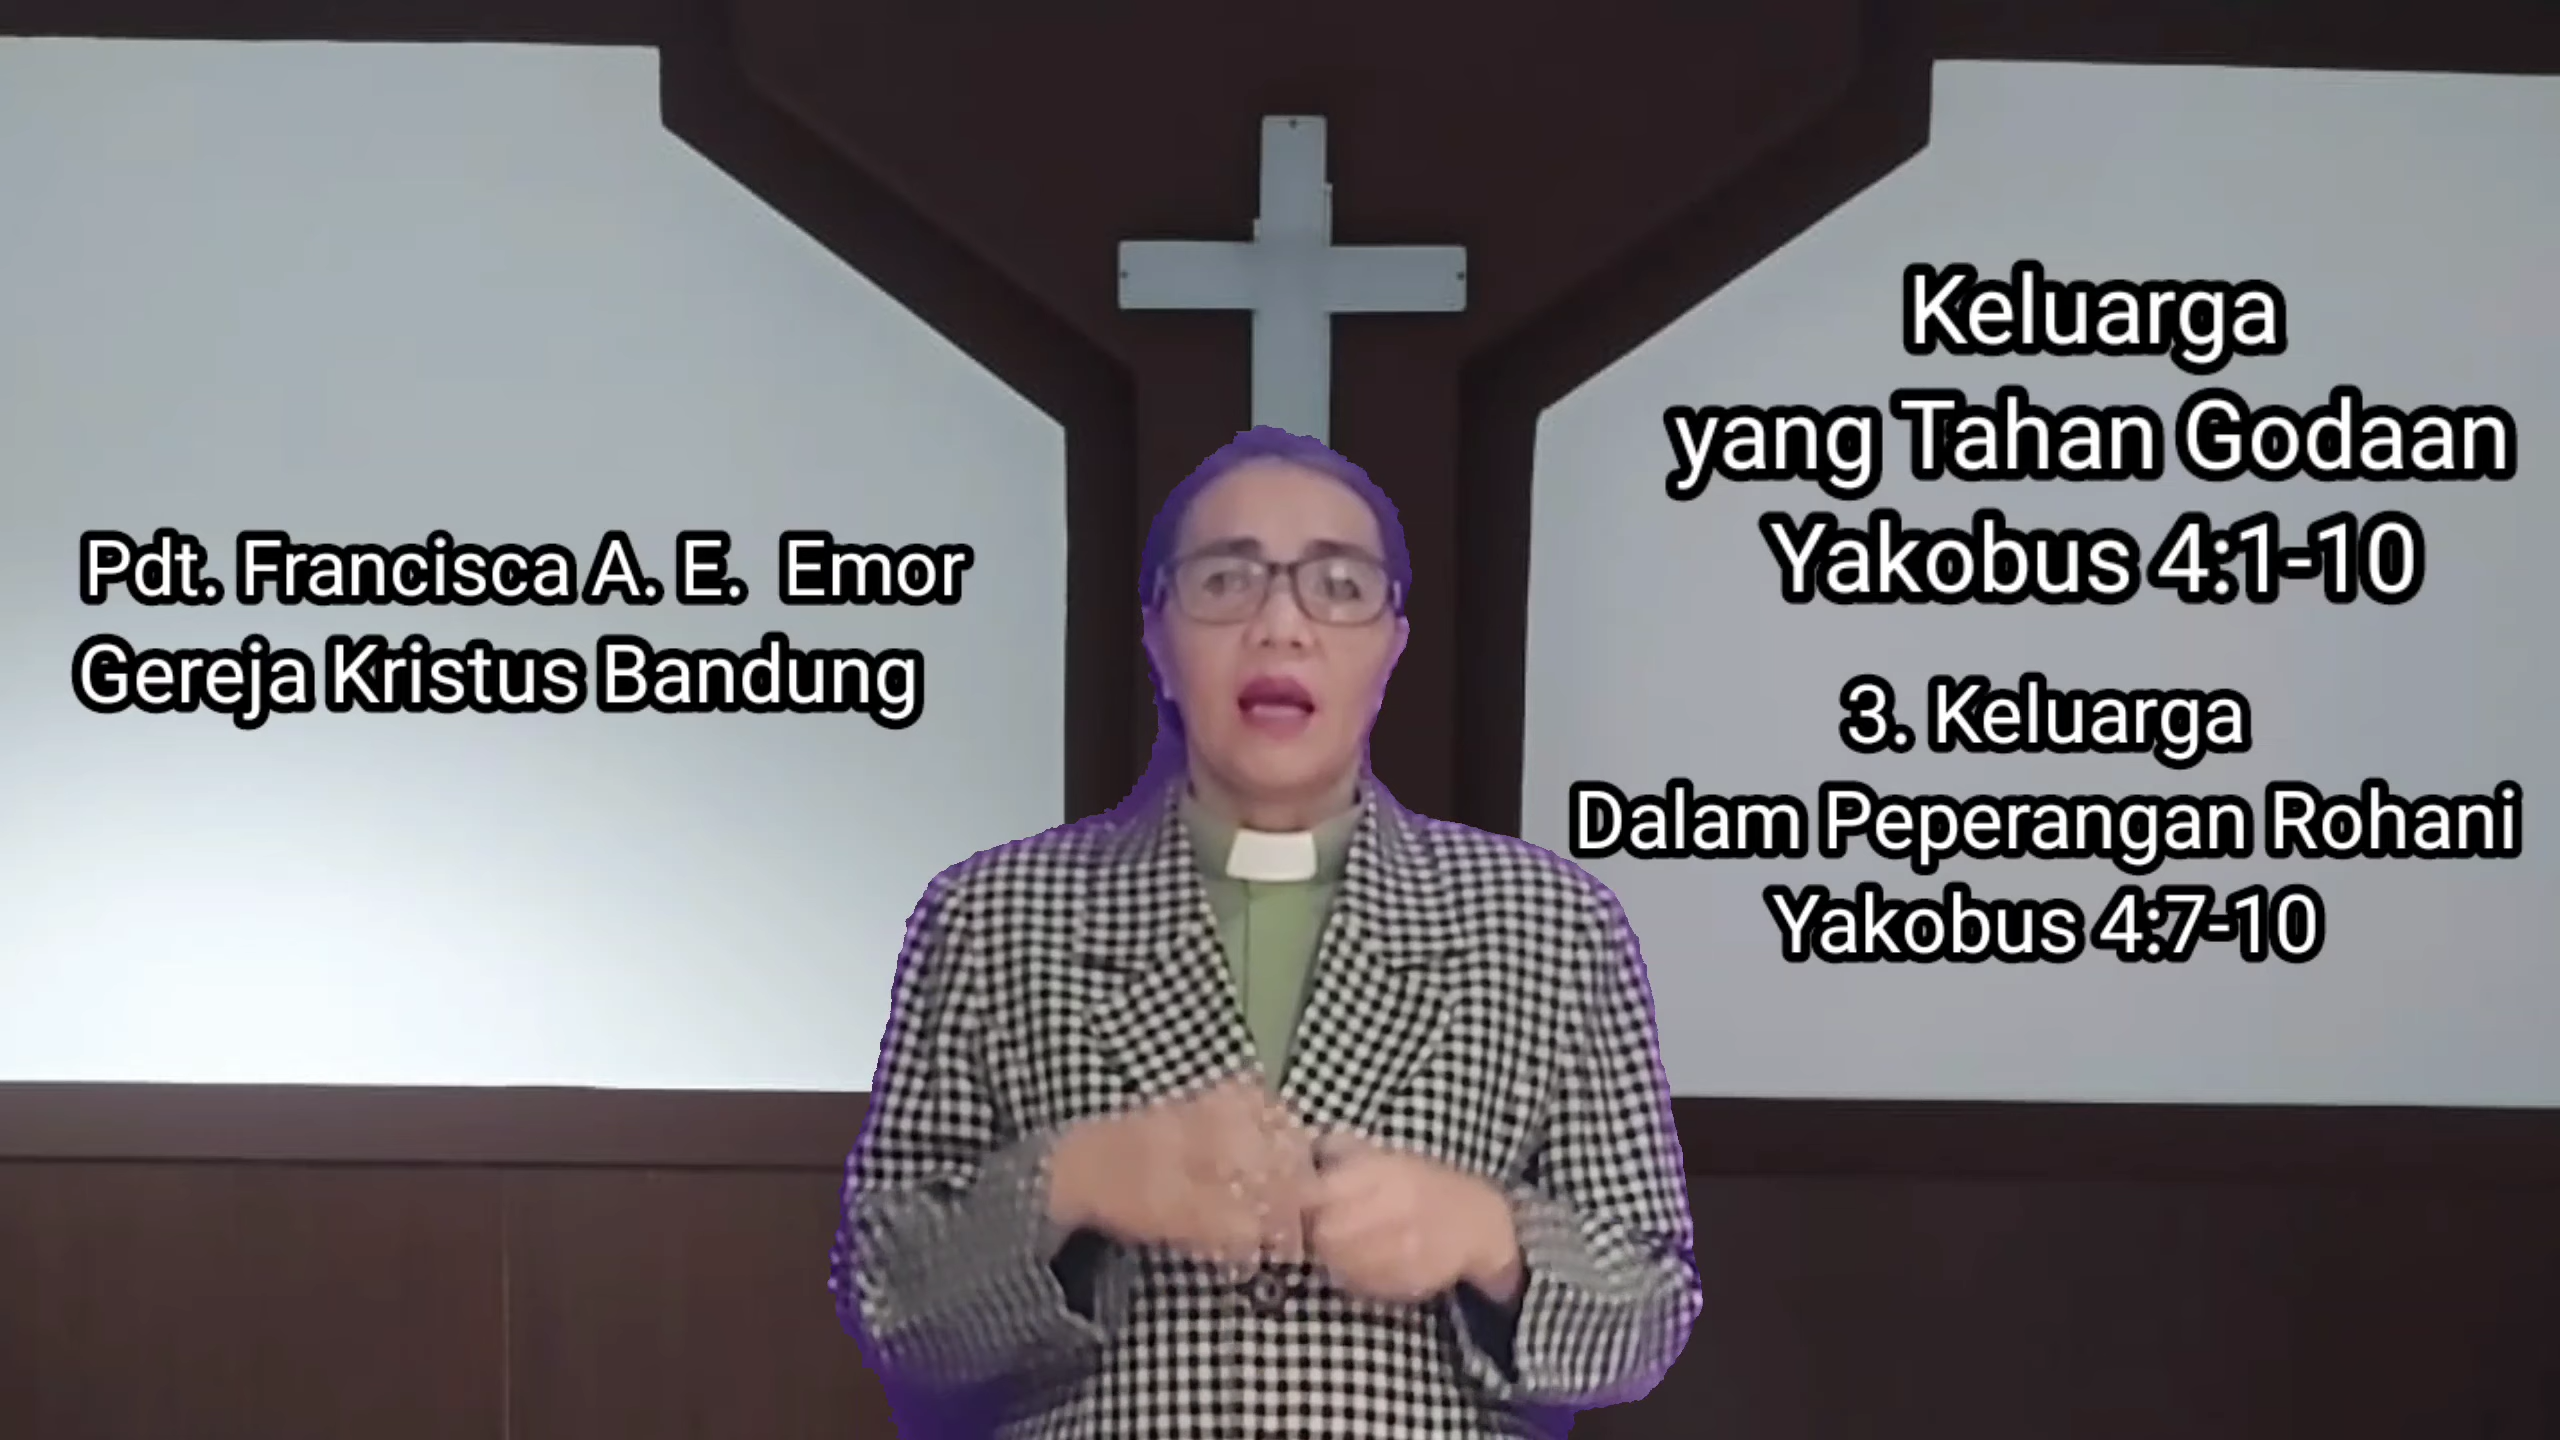 Pdt. Francisca A. E. Emor
Gereja Kristus Bandung
Keluarga
yang Tahan Godaan
Yakobus 4:1-10
3. Keluarga
Dalam Peperangan Rohani
Yakobus 4:7-10